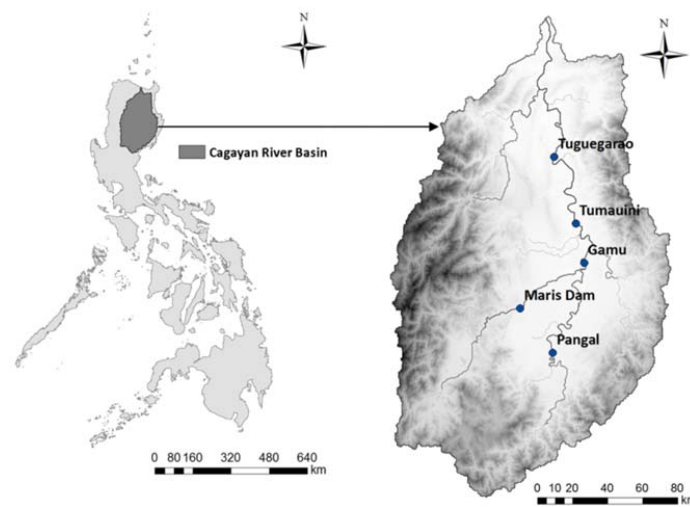 N
N
Cagayan River Basin
Tuguegarao
Tumauini
Gamu
Maris Dam
Pangal
0 80 160 320 480 640
km
0 10 20 40 60 80
km